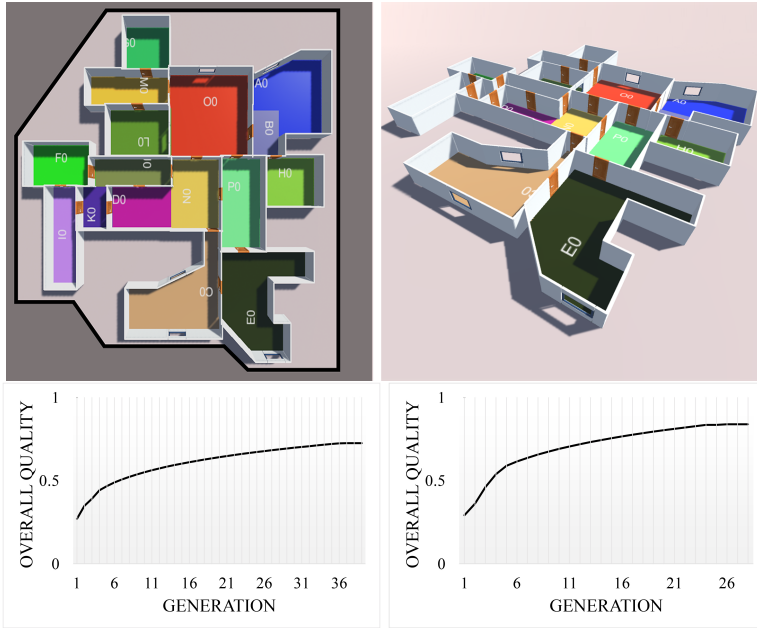 G0
M0
O0
A0
L0
B0
F0
J0
H0
P0
K0
D0
N0
I0
C0
E0
O0
A0
P0
H0
E0
1
0.5
0
OVERALL QUALITY
1 6 11 16 21 26 31 36
GENERATION
1
0.5
0
OVERALL QUALITY
1 6 11 16 21 26
GENERATION